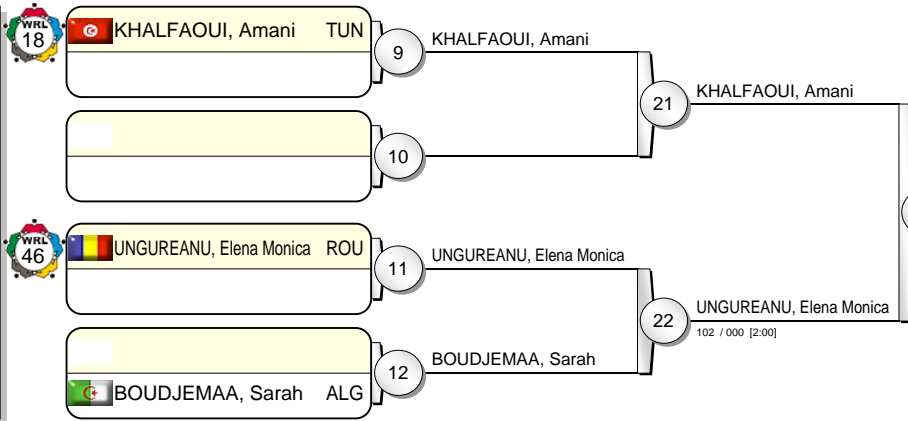 WRL
18
KHALFAOUI, Amani TUN
9
KHALFAOUI, Amani
21
KHALFAOUI, Amani
10
WRL
46
UNGUREANU, Elena Monica ROU
11
UNGUREANU, Elena Monica
22
UNGUREANU, Elena Monica
102 / 000 [2:00]
12
BOUDJEMAA, Sarah
BOUDJEMAA, Sarah ALG